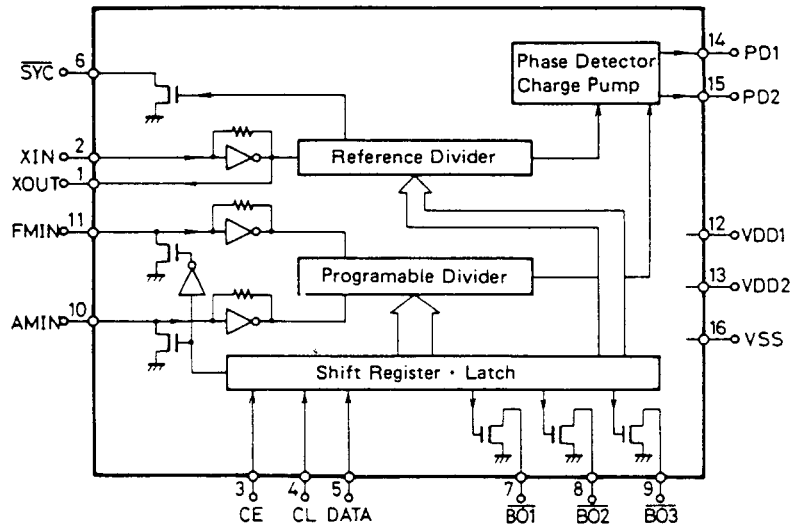 14
PD1
6
SYC
Phase Detector
Charge Pump
15
PD2
2
XIN
Reference Divider
1
XOUT
11
FMIN
12
VDD1
Programable Divider
13
VDD2
10
AMIN
16
VSS
Shift Register · Latch
3
4
5
7
8
9
CE
CL
DATA
BO1
BO2
BO3